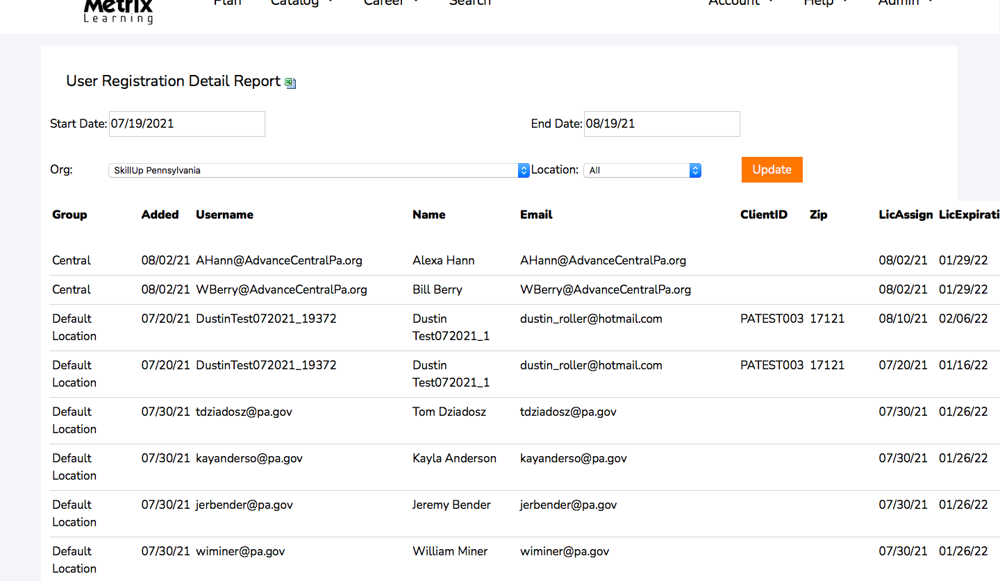 Metrix
Learning
Plan Catalog Career Search Account Help Admin
User Registration Detail Report
Start Date: 07/19/2021 End Date: 08/19/21
Org: SkillUp Pennsylvania Location: All Update
Group Added Username Name Email ClientID Zip LicAssign LicExpirati
Central 08/02/21 AHann@AdvanceCentralPa.org Alexa Hann AHann@AdvanceCentralPa.org 08/02/21 01/29/22
Central 08/02/21 WBerry@AdvanceCentralPa.org Bill Berry WBerry@AdvanceCentralPa.org 08/02/21 01/29/22
Default 07/20/21 DustinTest072021_19372 Dustin dustin_roller@hotmail.com PATEST003 17121 08/10/21 02/06/22
Location Test072021_1
Default 07/20/21 DustinTest072021_19372 Dustin dustin_roller@hotmail.com PATEST003 17121 07/20/21 01/16/22
Location Test072021_1
Default 07/30/21 tdziadosz@pa.gov Tom Dziadosz tdziadosz@pa.gov 07/30/21 01/26/22
Location
Default 07/30/21 kayanderso@pa.gov Kayla Anderson kayanderso@pa.gov 07/30/21 01/26/22
Location
Default 07/30/21 jerbender@pa.gov Jeremy Bender jerbender@pa.gov 07/30/21 01/26/22
Location
Default 07/30/21 wiminer@pa.gov William Miner wiminer@pa.gov 07/30/21 01/26/22
Location